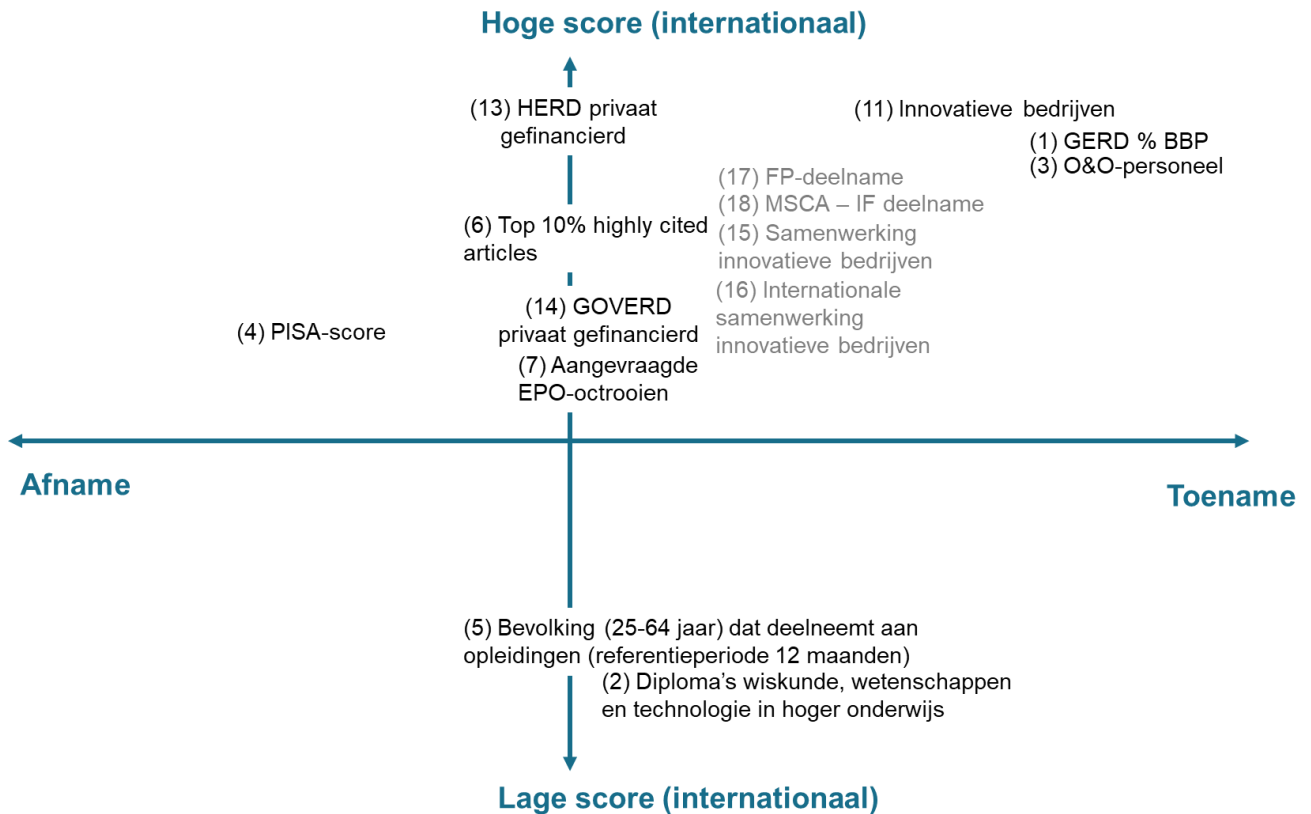 Hoge score (internationaal)
(13) HERD privaat
gefinancierd
(11) Innovatieve bedrijven
(1) GERD % BBP
(3) O&O-personeel
(17) FP-deelname
(18) MSCA – IF deelname
(6) Top 10% highly cited
articles
(15) Samenwerking
innovatieve bedrijven
(14) GOVERD
privaat gefinancierd
(16) Internationale
samenwerking
innovatieve bedrijven
(4) PISA-score
(7) Aangevraagde
EPO-octrooien
Afname
Toename
(5) Bevolking (25-64 jaar) dat deelneemt aan
opleidingen (referentieperiode 12 maanden)
(2) Diploma’s wiskunde, wetenschappen
en technologie in hoger onderwijs
Lage score (internationaal)